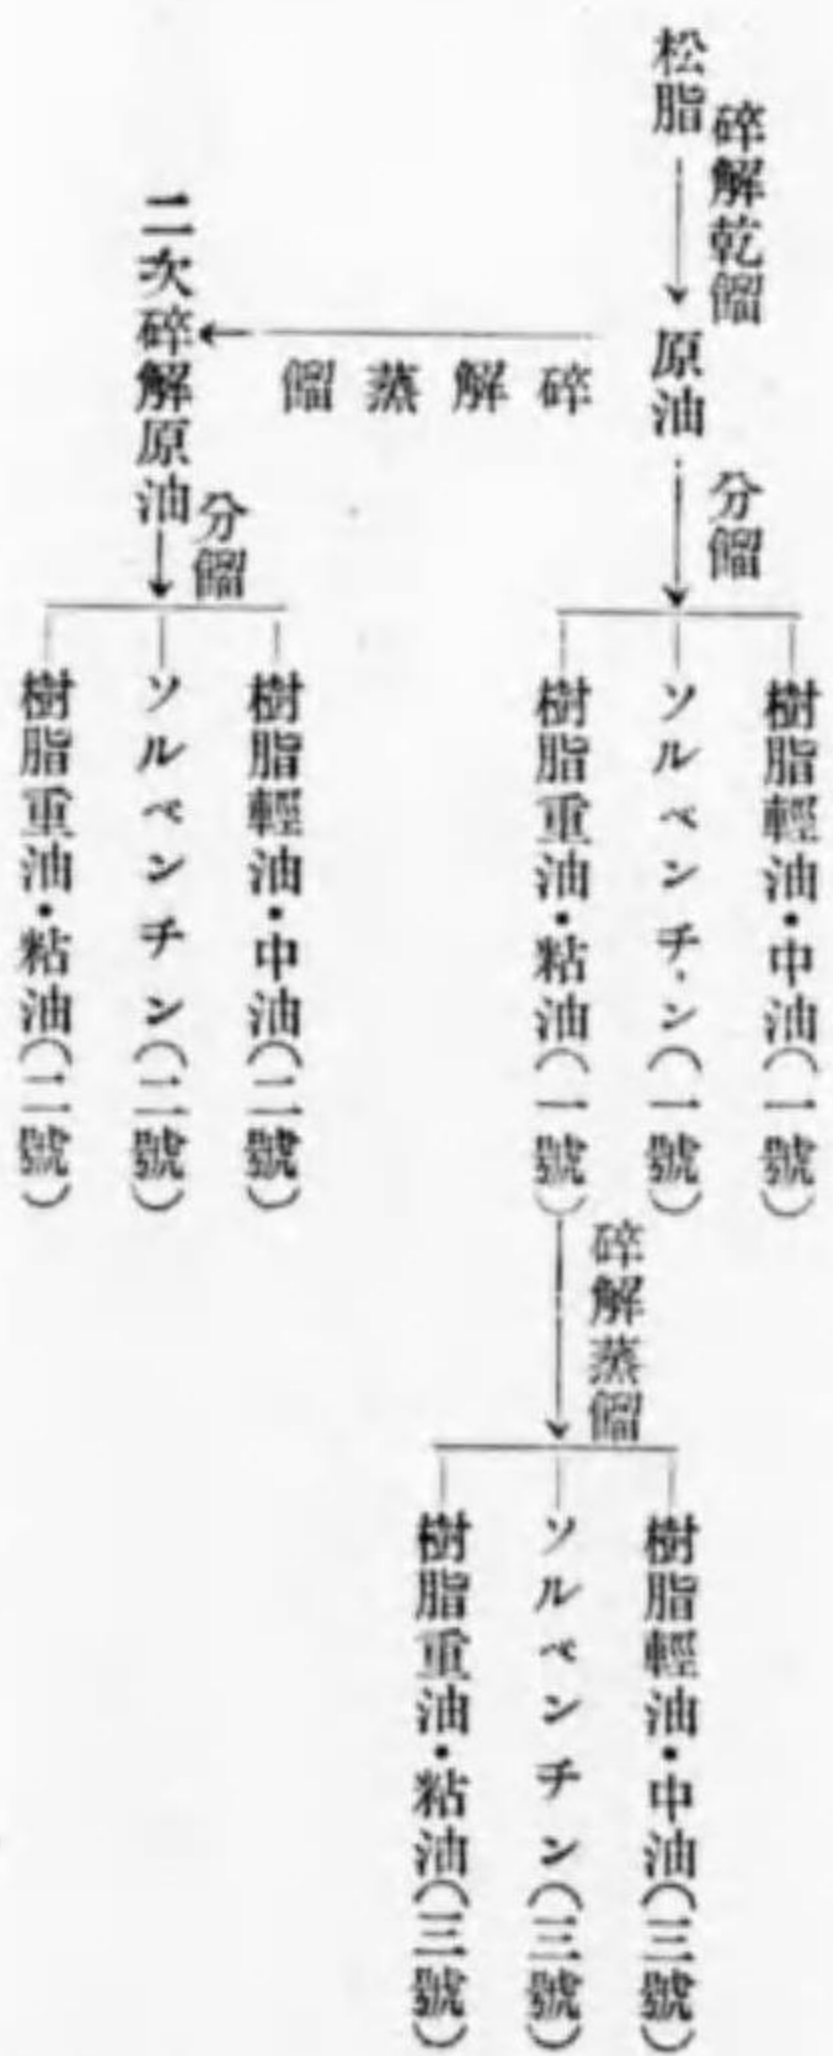 松脂
碎解乾餾
原油
分餾
樹脂輕油・中油(一號)
ソルベンチン(一號)
樹脂重油・粘油(一號)
碎解蒸餾
樹脂輕油・中油(三號)
ソルベンチン(三號)
樹脂重油・粘油(三號)
碎解蒸餾
二次碎解原油
分餾
樹脂輕油・中油(二號)
ソルベンチン(二號)
樹脂重油・粘油(二號)